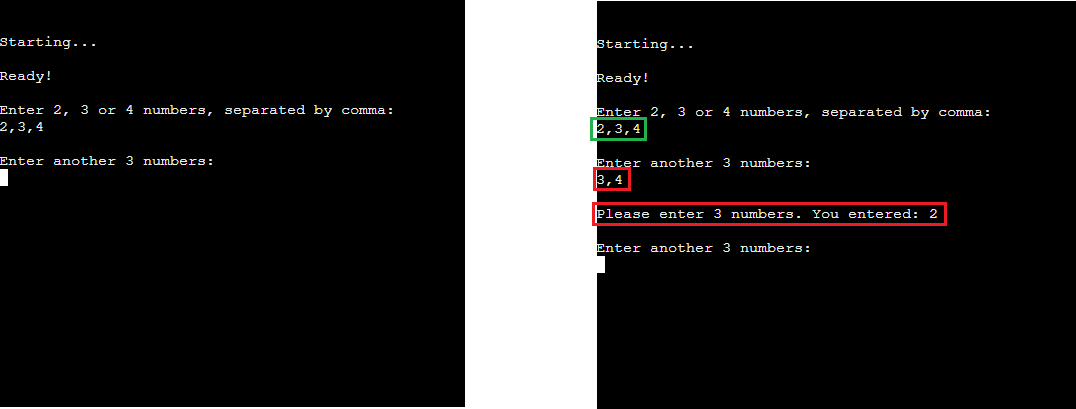 Starting...
Ready!
Enter 2, 3 or 4 numbers, separated by comma:
2,3,4
Enter another 3 numbers:
Starting...
Ready!
Enter 2, 3 or 4 numbers, separated by comma:
2,3,4
Enter another 3 numbers:
3,4
Please enter 3 numbers. You entered: 2
Enter another 3 numbers: